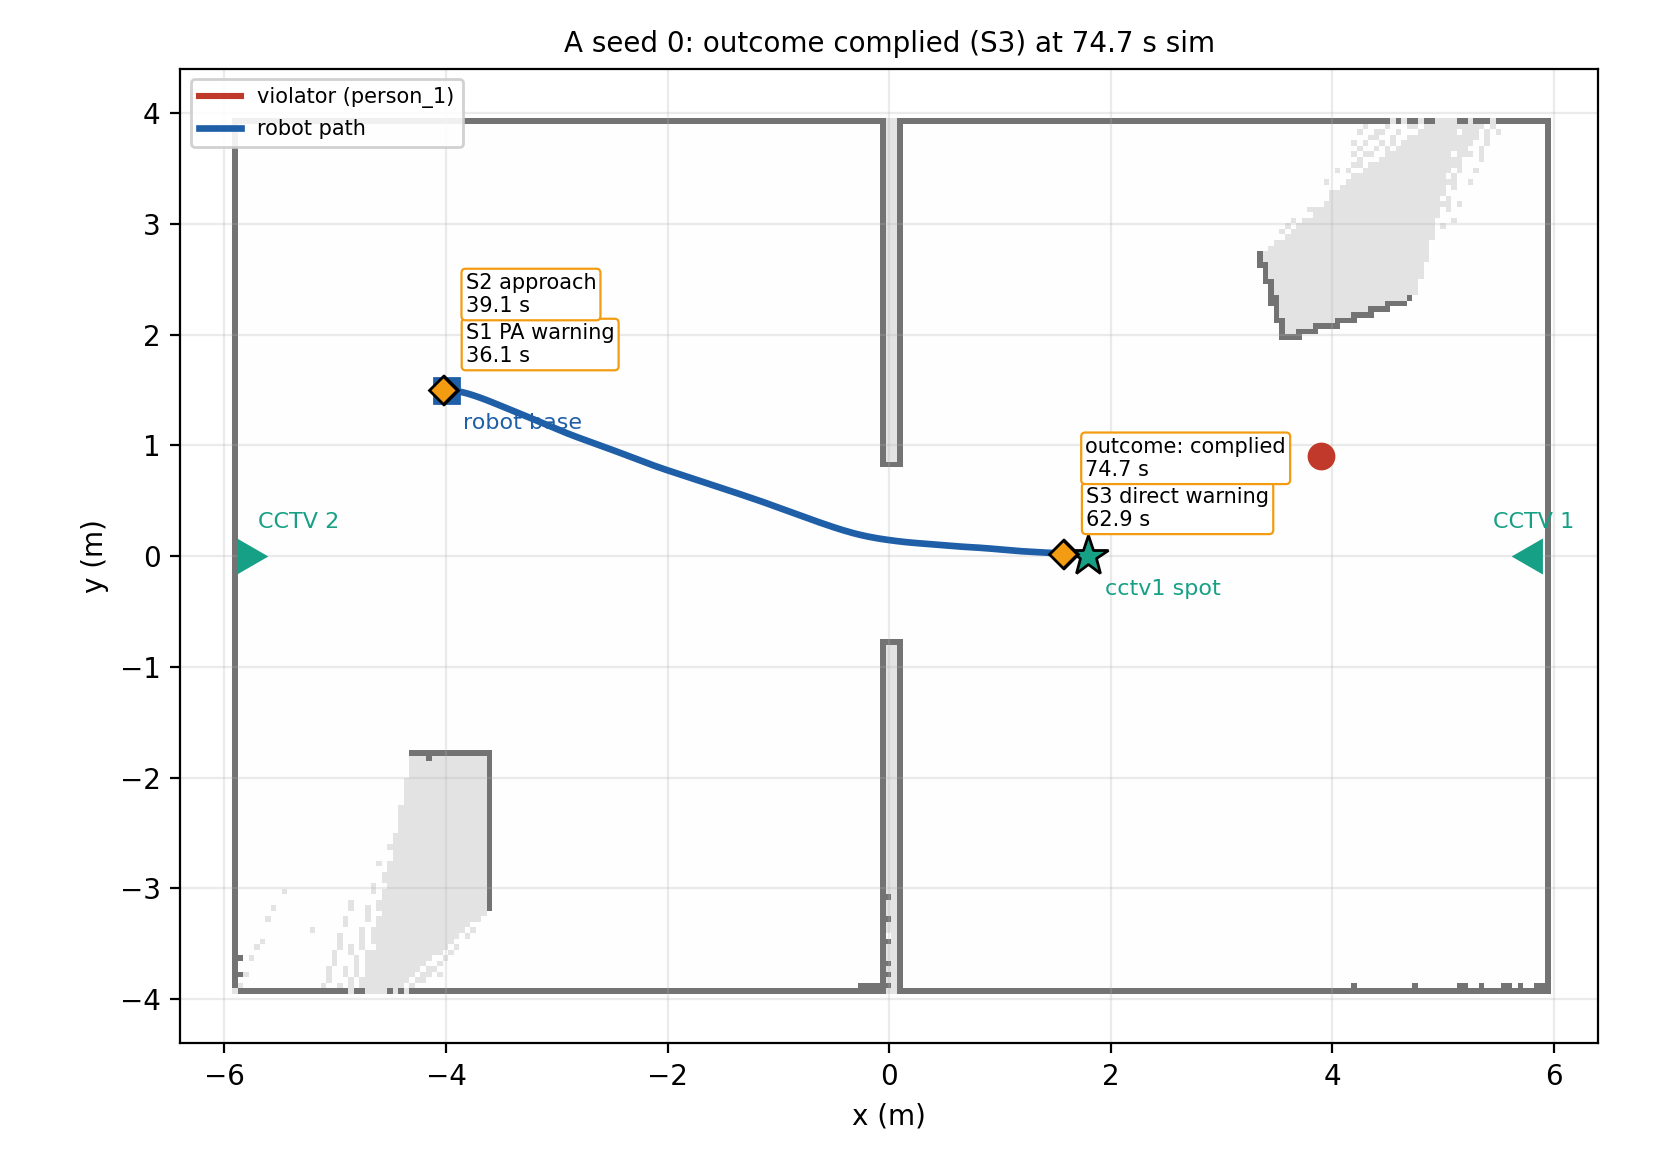 A seed 0: outcome complied (S3) at 74.7 s sim
violator (person_1)
robot path
4
3
2
1
0
−1
−2
−3
−4
y (m)
S2 approach
39.1 s
S1 PA warning
36.1 s
robot base
outcome: complied
74.7 s
S3 direct warning
62.9 s
CCTV 2
CCTV 1
cctv1 spot
−6
−4
−2
0
2
4
6
x (m)